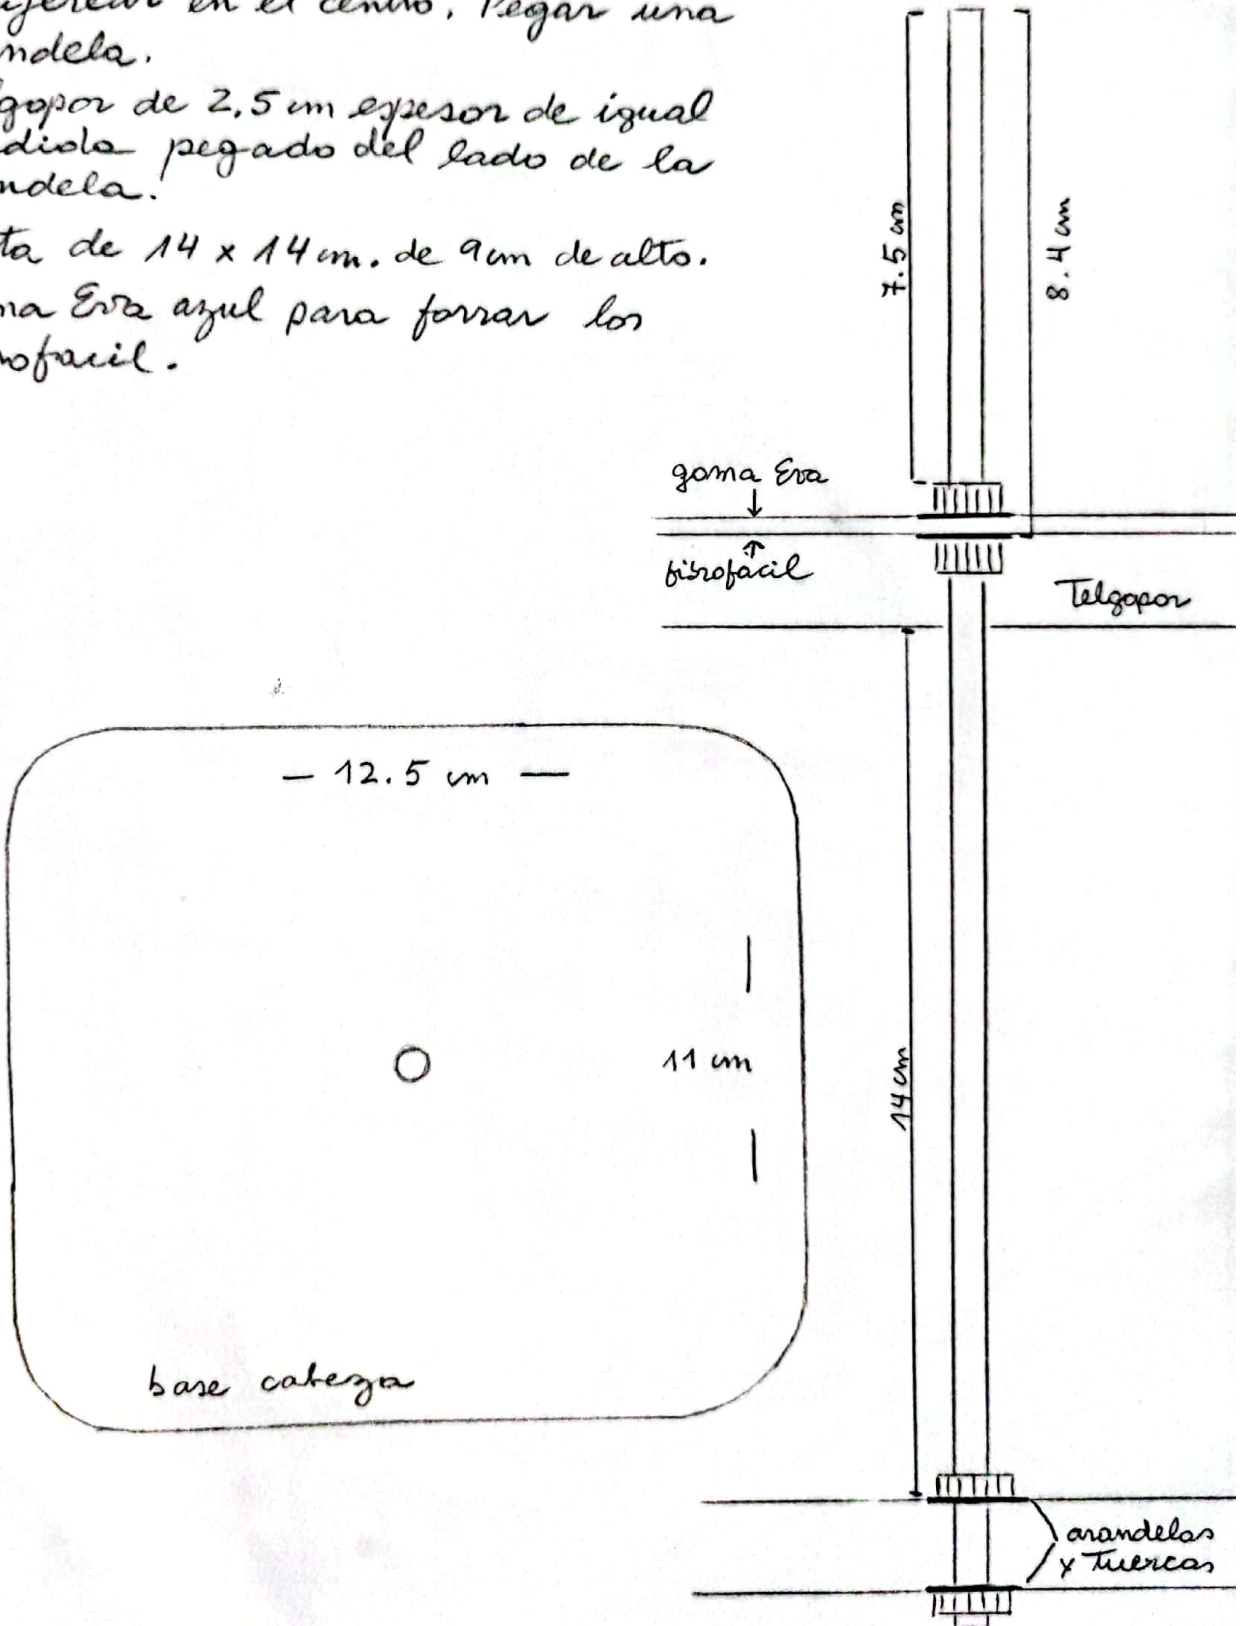 ujerear en el centro. Pegar una
ndela.
gopor de 2,5 cm espesor de igual
dida pegado del lado de la
ndela.
ta de 14 x 14 cm. de 9 cm de alto.
ma Eva azul para forrar los
rofacil.
7.5 cm
8.4 cm
goma Eva
fibrofácil
Telgopor
— 12.5 cm —
11 cm
14 cm
base cabeza
arandelas
y Tuercas